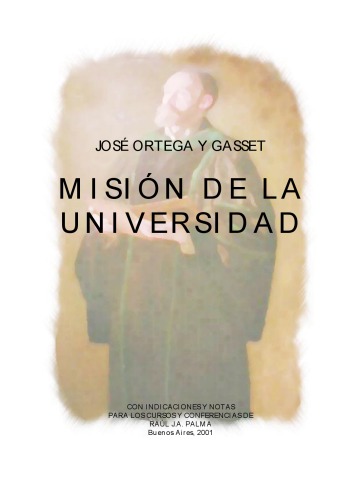 JOSÉ ORTEGA Y GASSET
MISIÓN DE LA
UNIVERSIDAD
CON INDICACIONES Y NOTAS
PARA LOS CURSOS Y CONFERENCIAS DE
RAÚL J.A. PALMA
Buenos Aires, 2001